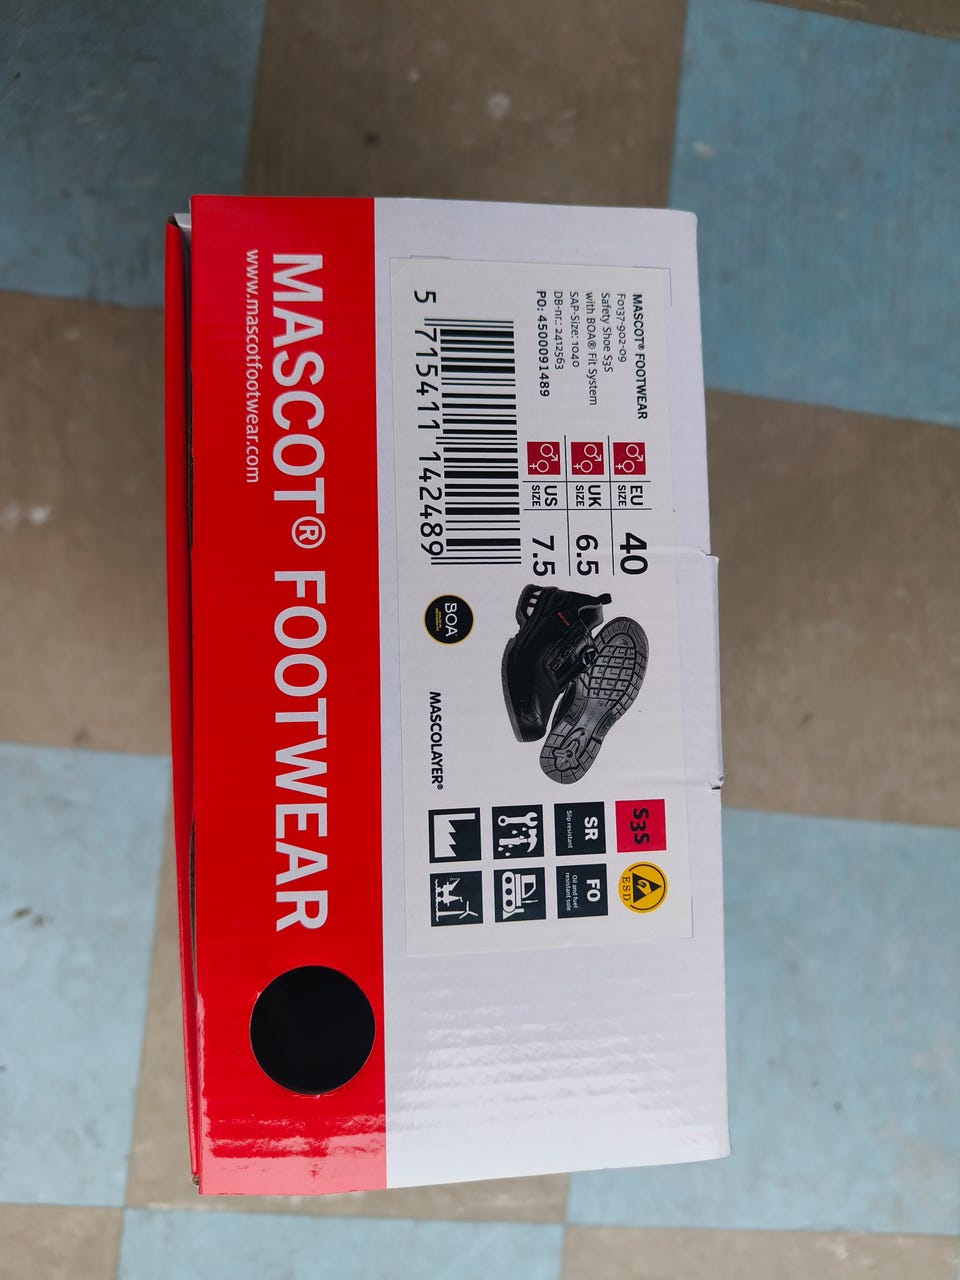 MASCOT® FOOTWEAR
F0137-902-09
Safety Shoe S3S
with BOA® Fit System
SAP-Size: 1040
DB-nr.: 2412563
PO: 4500091489
EU SIZE 40
UK SIZE 6.5
US SIZE 7.5
5 715411 142489
BOA
MASCOLAYER®
S3S
ESD
SR
Slip resistant
FO
Oil and fuel
resistant sole
MASCOT® FOOTWEAR
www.mascotfootwear.com